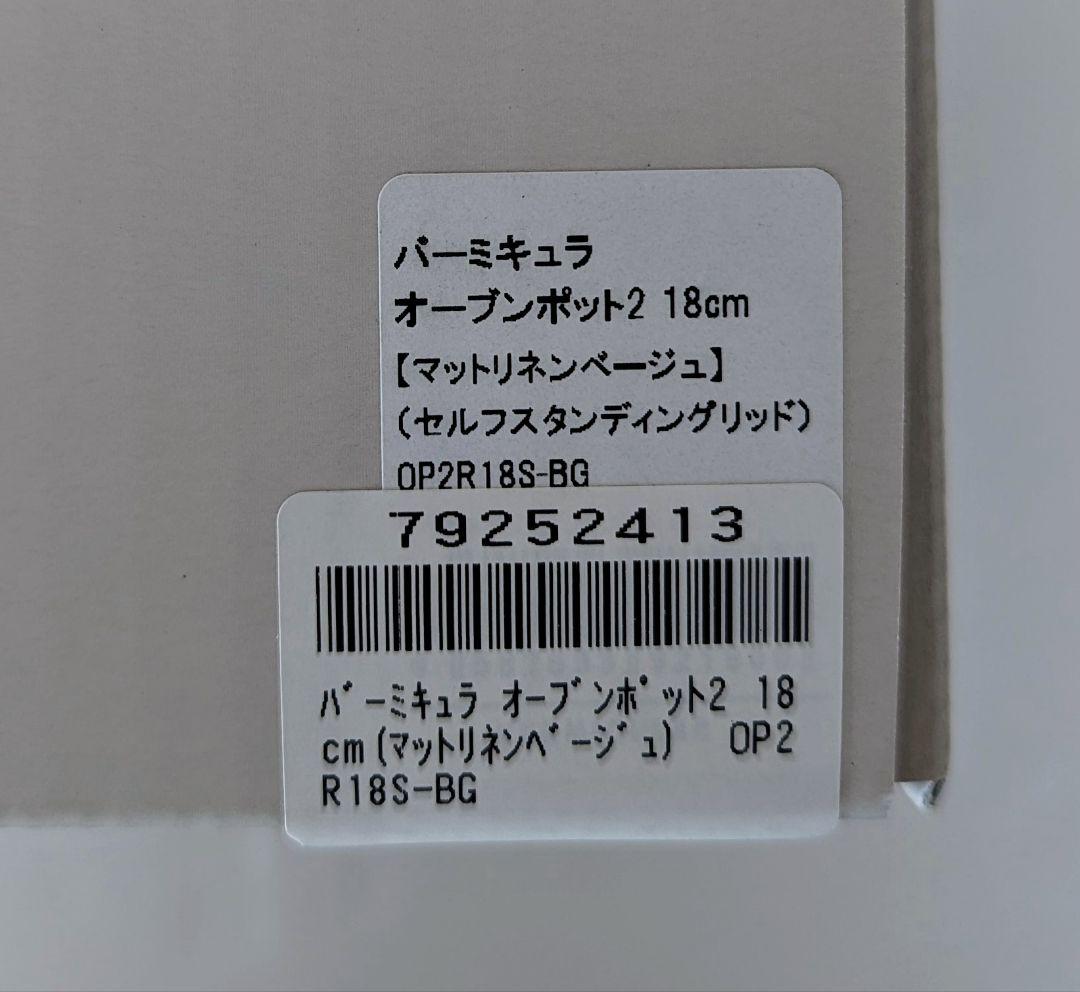 バーミキュラ
オーブンポット2 18cm
【マットリネンベージュ】
(セルフスタンディングリッド)
OP2R18S-BG
79252413
ﾊﾞｰﾐｷｭﾗ ｵｰﾌﾞﾝﾎﾟｯﾄ2 18
cm(ﾏｯﾄﾘﾈﾝﾍﾞｰｼﾞｭ) OP2
R18S-BG